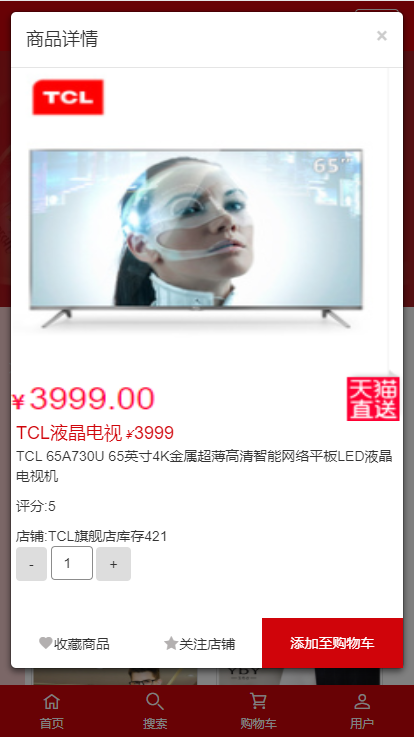 商品详情
×
TCL
65"
¥ 3999.00
天猫
直送
TCL液晶电视 ¥3999
TCL 65A730U 65英寸4K金属超薄高清智能网络平板LED液晶
电视机
评分:5
店铺:TCL旗舰店库存421
- 1 +
收藏商品 关注店铺 添加至购物车
首页 搜索 购物车 用户